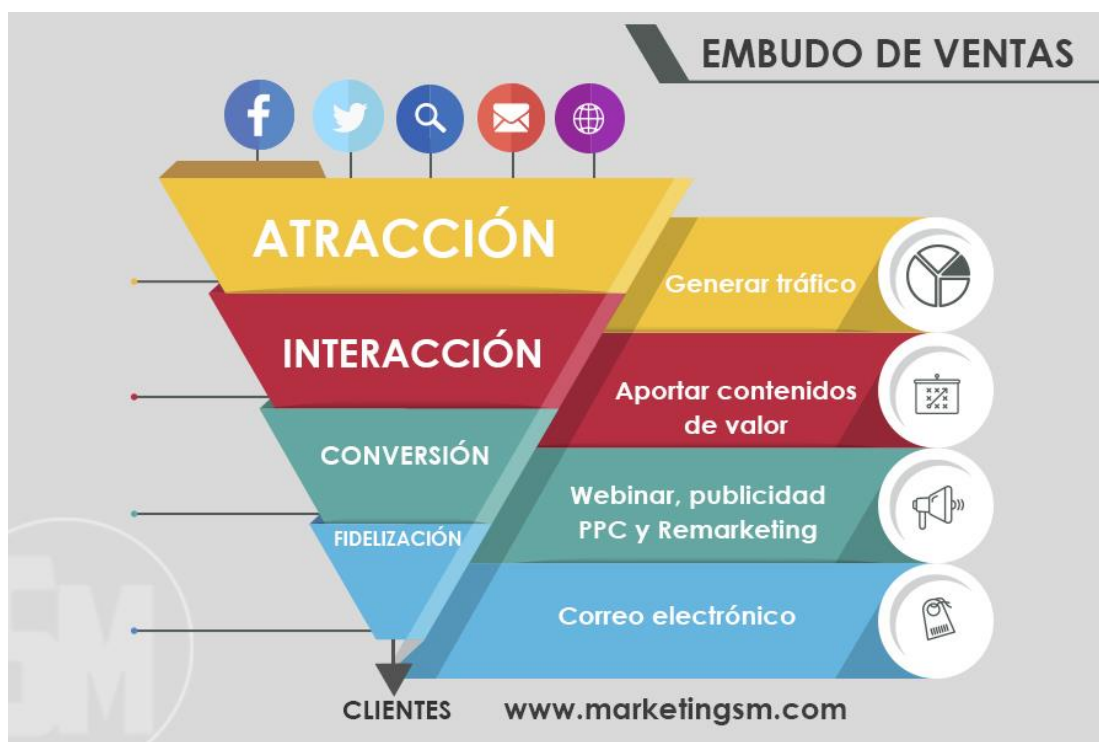 EMBUDO DE VENTAS
f
ATRACCIÓN
Generar tráfico
INTERACCIÓN
Aportar contenidos
de valor
CONVERSIÓN
Webinar, publicidad
PPC y Remarketing
FIDELIZACIÓN
Correo electrónico
CLIENTES
www.marketingsm.com
SM